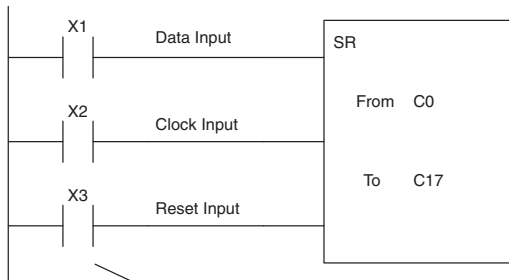 X1
Data Input
SR
From C0
X2
Clock Input
To C17
X3
Reset Input